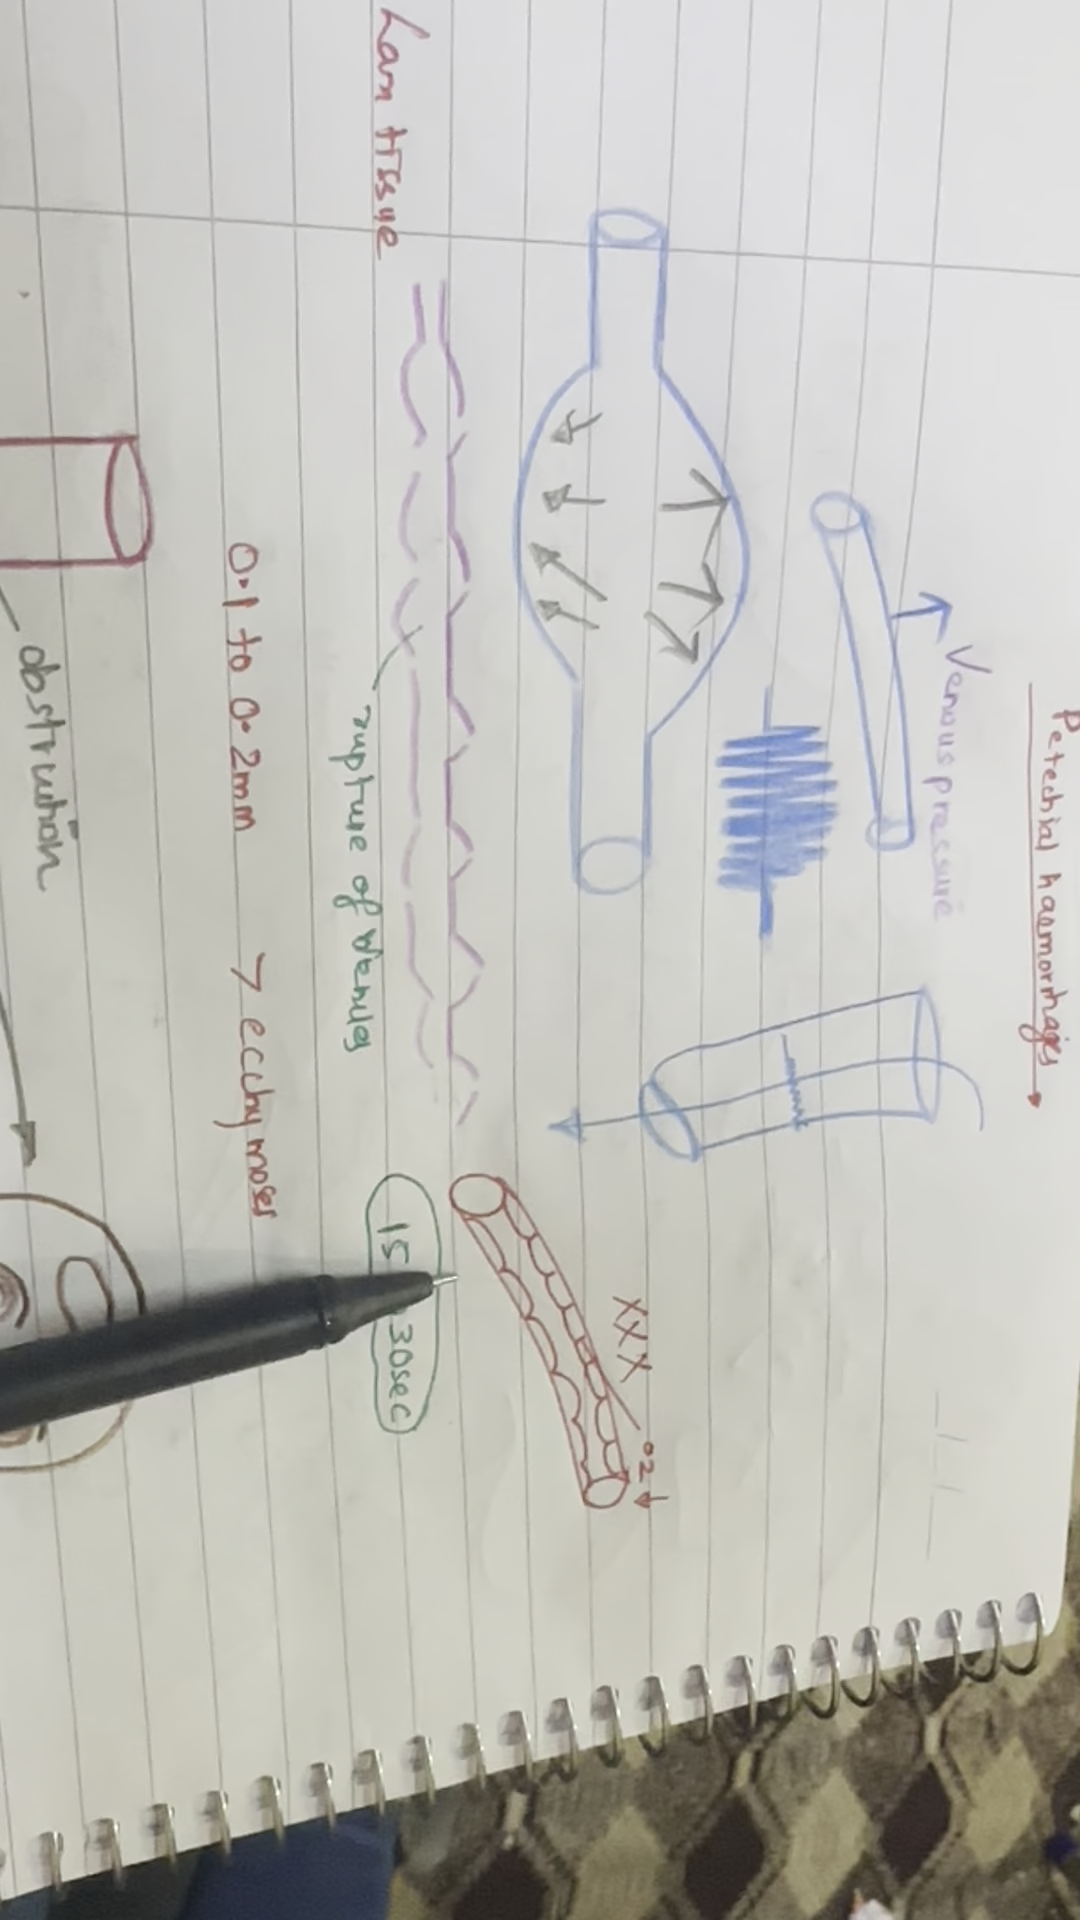 Petechial haemorrhages
Venous pressure
O2↓
XXX
Lax tissue
rupture of venules
15 30sec
0.1 to 0.2mm > ecchymoses
obstruction